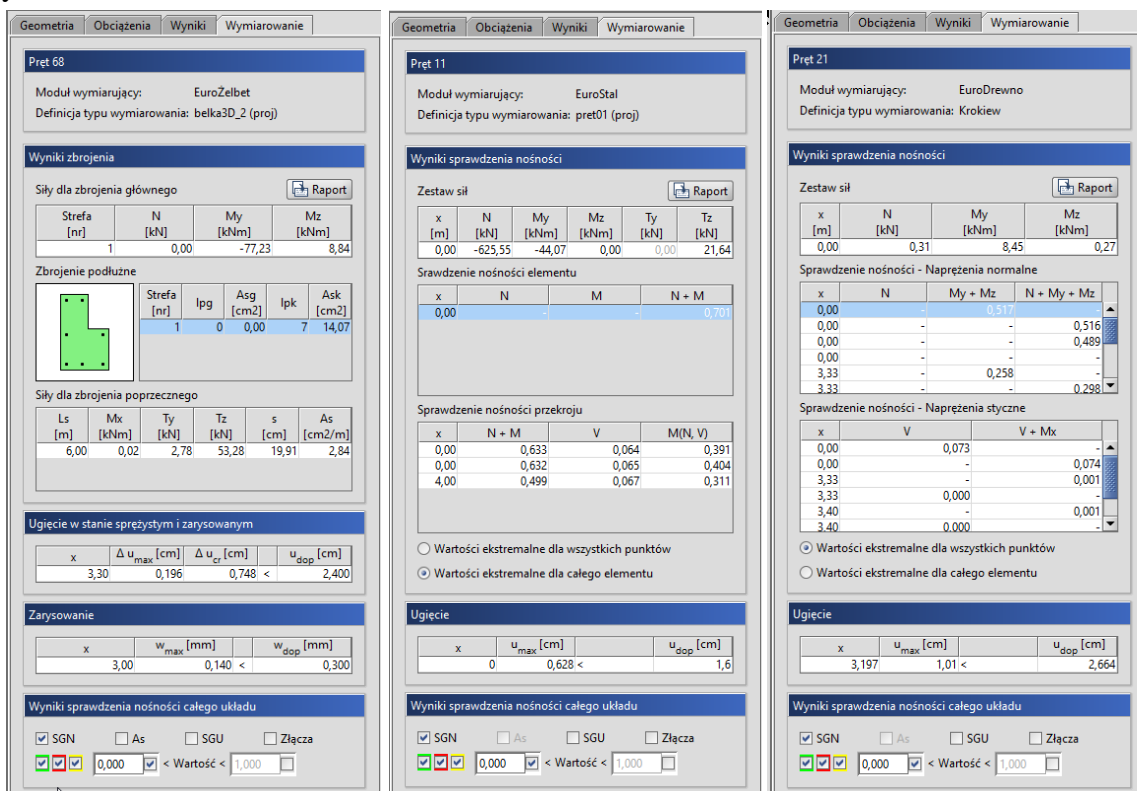 Geometria Obciążenia Wyniki Wymiarowanie
Pręt 68
Moduł wymiarujący: EuroŻelbet
Definicja typu wymiarowania: belka3D_2 (proj)
Wyniki zbrojenia
Siły dla zbrojenia głównego Raport
Strefa [nr] N [kN] My [kNm] Mz [kNm]
1 0,00 -77,23 8,84
Zbrojenie podłużne
Strefa [nr] lpg Asg [cm2] lpk Ask [cm2]
1 0 0,00 7 14,07
Siły dla zbrojenia poprzecznego
Ls [m] Mx [kNm] Ty [kN] Tz [kN] s [cm] As [cm2/m]
6,00 0,02 2,78 53,28 19,91 2,84
Ugięcie w stanie sprężystym i zarysowanym
x Δ umax [cm] Δ ucr [cm] udop [cm]
3,30 0,196 0,748 < 2,400
Zarysowanie
x wmax [mm] wdop [mm]
3,00 0,140 < 0,300
Wyniki sprawdzenia nośności całego układu
SGN As SGU Złącza
0,000 < Wartość < 1,000
Geometria Obciążenia Wyniki Wymiarowanie
Pręt 11
Moduł wymiarujący: EuroStal
Definicja typu wymiarowania: pret01 (proj)
Wyniki sprawdzenia nośności
Zestaw sił Raport
x [m] N [kN] My [kNm] Mz [kNm] Ty [kN] Tz [kN]
0,00 -625,55 -44,07 0,00 0,00 21,64
Srawdzenie nośności elementu
x N M N + M
0,00 - - 0,701
Sprawdzenie nośności przekroju
x N + M V M(N, V)
0,00 0,633 0,064 0,391
0,00 0,632 0,065 0,404
4,00 0,499 0,067 0,311
Wartości ekstremalne dla wszystkich punktów
Wartości ekstremalne dla całego elementu
Ugięcie
x umax [cm] udop [cm]
0 0,628 < 1,6
Wyniki sprawdzenia nośności całego układu
SGN As SGU Złącza
0,000 < Wartość < 1,000
Geometria Obciążenia Wyniki Wymiarowanie
Pręt 21
Moduł wymiarujący: EuroDrewno
Definicja typu wymiarowania: Krokiew
Wyniki sprawdzenia nośności
Zestaw sił Raport
x [m] N [kN] My [kNm] Mz [kNm]
0,00 0,31 8,45 0,27
Sprawdzenie nośności - Naprężenia normalne
x N My + Mz N + My + Mz
0,00 - 0,517 -
0,00 - - 0,516
0,00 - - 0,489
0,00 - - -
3,33 - 0,258 -
3,33 - - 0,298
Sprawdzenie nośności - Naprężenia styczne
x V V + Mx
0,00 0,073 -
0,00 - 0,074
3,33 - 0,001
3,33 0,000 -
3,40 - 0,001
3,40 0,000 -
Wartości ekstremalne dla wszystkich punktów
Wartości ekstremalne dla całego elementu
Ugięcie
x umax [cm] udop [cm]
3,197 1,01 < 2,664
Wyniki sprawdzenia nośności całego układu
SGN As SGU Złącza
0,000 < Wartość < 1,000